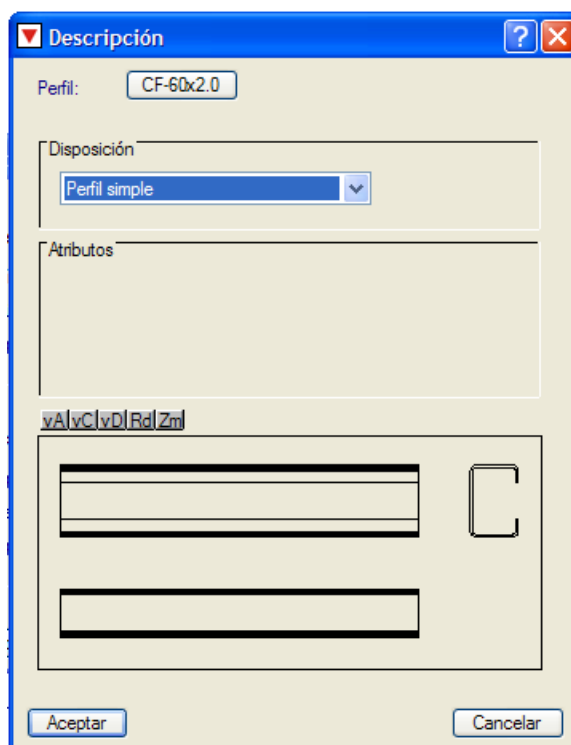 Descripción
Perfil: CF-60x2.0
Disposición
Perfil simple
Atributos
vA vC vD Rd Zm
Aceptar Cancelar